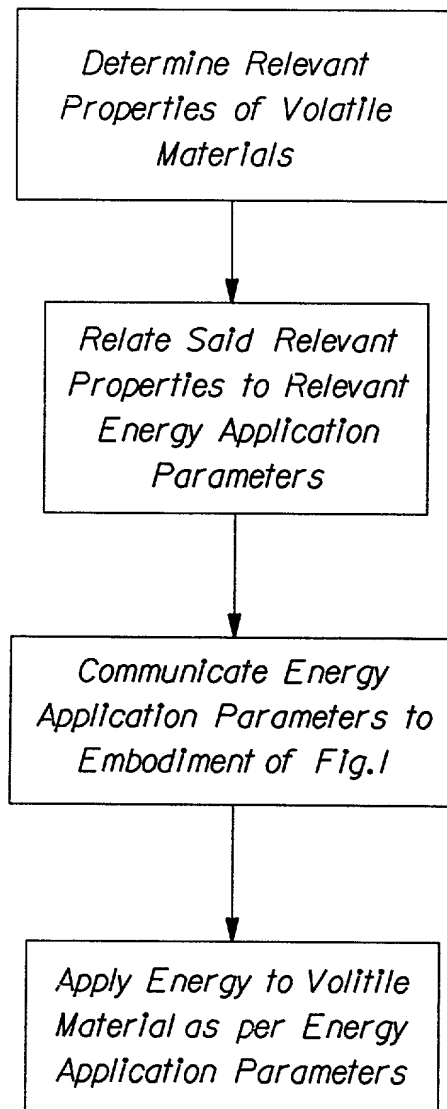 Determine Relevant
Properties of Volatile
Materials
Relate Said Relevant
Properties to Relevant
Energy Application
Parameters
Communicate Energy
Application Parameters to
Embodiment of Fig.1
Apply Energy to Volitile
Material as per Energy
Application Parameters